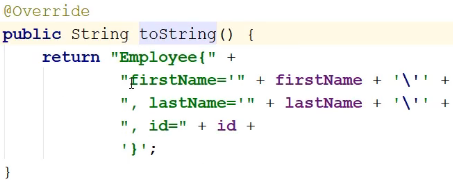 @Override
public String toString() {
    return "Employee{" +
            "firstName='" + firstName + '\'' +
            ", lastName='" + lastName + '\'' +
            ", id=" + id +
            '}';
}